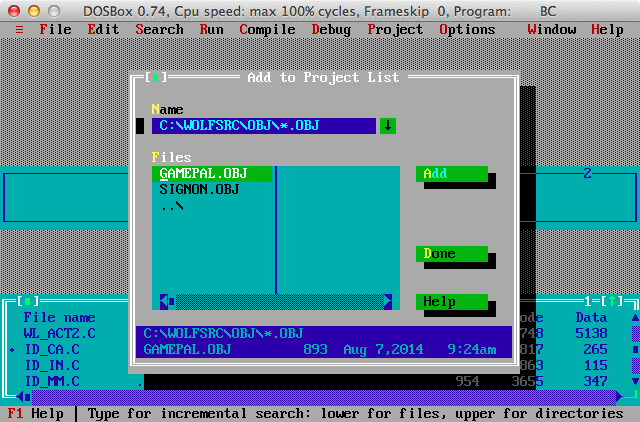 DOSBox 0.74, Cpu speed: max 100% cycles, Frameskip 0, Program: BC
≡ File Edit Search Run Compile Debug Project Options Window Help
Add to Project List
Name
C:\WOLFSRC\OBJ\*.OBJ
Files
GAMEPAL.OBJ
SIGNON.OBJ
..\
Add
Done
Help
2
C:\WOLFSRC\OBJ\*.OBJ
GAMEPAL.OBJ 893 Aug 7,2014 9:24am
1
File name ode Data
WL_ACT2.C 748 5138
• ID_CA.C 817 265
ID_IN.C 863 115
ID_MM.C . 954 3655 347
F1 Help | Type for incremental search: lower for files, upper for directories